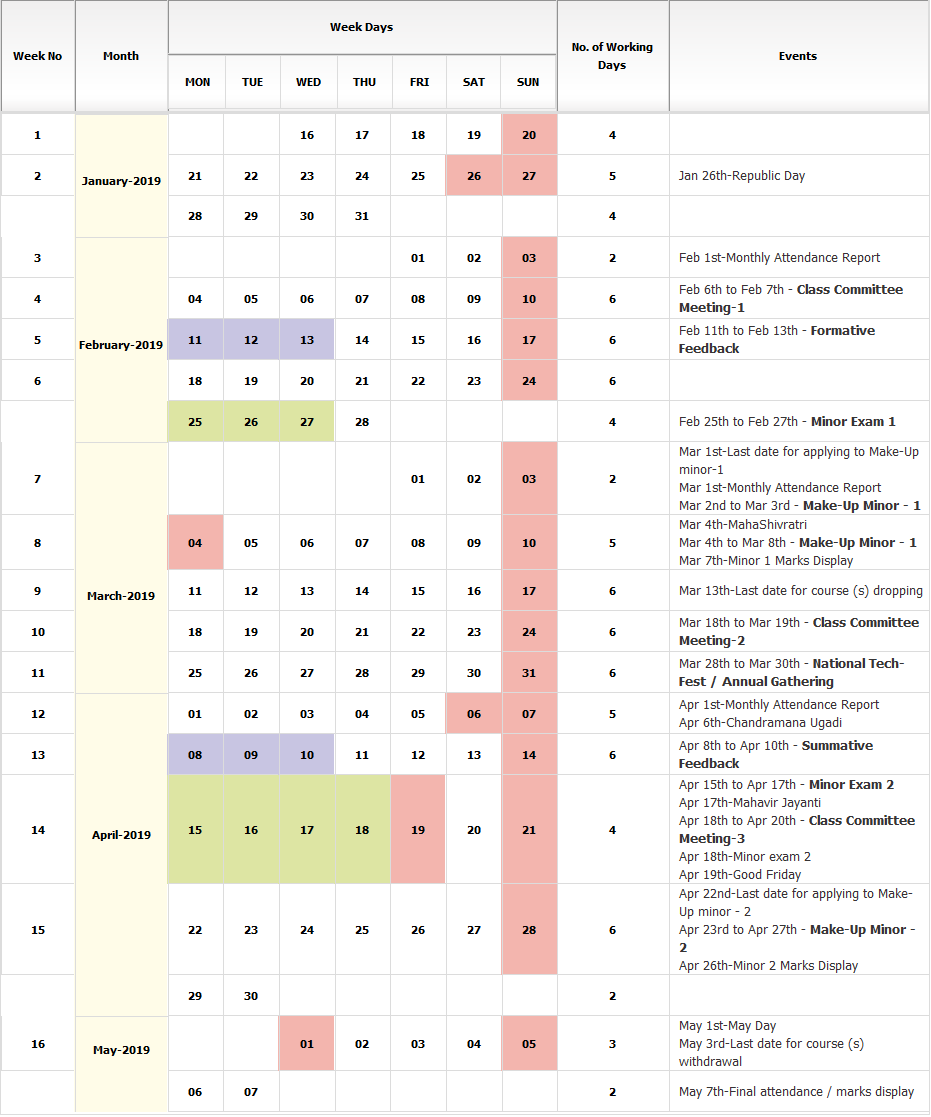 Week No Month Week Days No. of Working Days Events
MON TUE WED THU FRI SAT SUN
1 January-2019 16 17 18 19 20 4
2 21 22 23 24 25 26 27 5 Jan 26th-Republic Day
28 29 30 31 4
3 February-2019 01 02 03 2 Feb 1st-Monthly Attendance Report
4 04 05 06 07 08 09 10 6 Feb 6th to Feb 7th - Class Committee
Meeting-1
5 11 12 13 14 15 16 17 6 Feb 11th to Feb 13th - Formative
Feedback
6 18 19 20 21 22 23 24 6
25 26 27 28 4 Feb 25th to Feb 27th - Minor Exam 1
7 March-2019 01 02 03 2 Mar 1st-Last date for applying to Make-Up
minor-1
Mar 1st-Monthly Attendance Report
Mar 2nd to Mar 3rd - Make-Up Minor - 1
8 04 05 06 07 08 09 10 5 Mar 4th-MahaShivratri
Mar 4th to Mar 8th - Make-Up Minor - 1
Mar 7th-Minor 1 Marks Display
9 11 12 13 14 15 16 17 6 Mar 13th-Last date for course (s) dropping
10 18 19 20 21 22 23 24 6 Mar 18th to Mar 19th - Class Committee
Meeting-2
11 25 26 27 28 29 30 31 6 Mar 28th to Mar 30th - National Tech-
Fest / Annual Gathering
12 April-2019 01 02 03 04 05 06 07 5 Apr 1st-Monthly Attendance Report
Apr 6th-Chandramana Ugadi
13 08 09 10 11 12 13 14 6 Apr 8th to Apr 10th - Summative
Feedback
14 15 16 17 18 19 20 21 4 Apr 15th to Apr 17th - Minor Exam 2
Apr 17th-Mahavir Jayanti
Apr 18th to Apr 20th - Class Committee
Meeting-3
Apr 18th-Minor exam 2
Apr 19th-Good Friday
15 22 23 24 25 26 27 28 6 Apr 22nd-Last date for applying to Make-
Up minor - 2
Apr 23rd to Apr 27th - Make-Up Minor -
2
Apr 26th-Minor 2 Marks Display
29 30 2
16 May-2019 01 02 03 04 05 3 May 1st-May Day
May 3rd-Last date for course (s)
withdrawal
06 07 2 May 7th-Final attendance / marks display